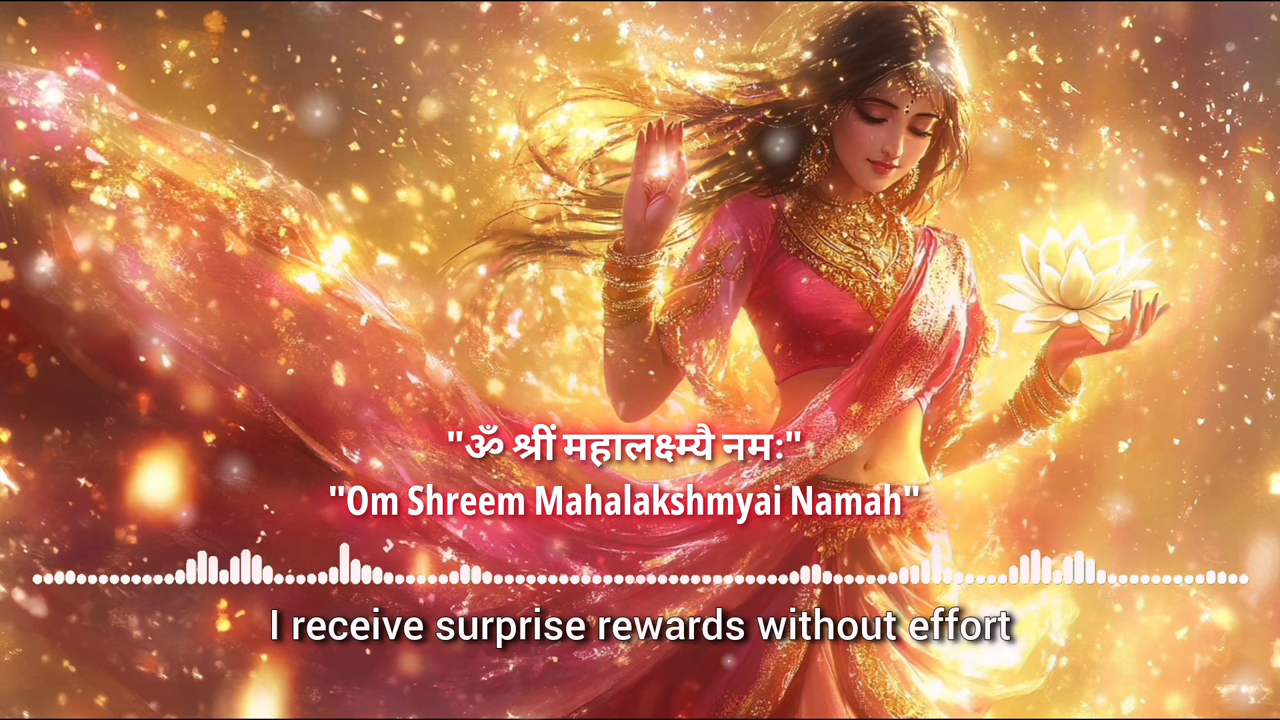 "ॐ श्रीं महालक्ष्म्यै नमः"
"Om Shreem Mahalakshmyai Namah"
I receive surprise rewards without effort